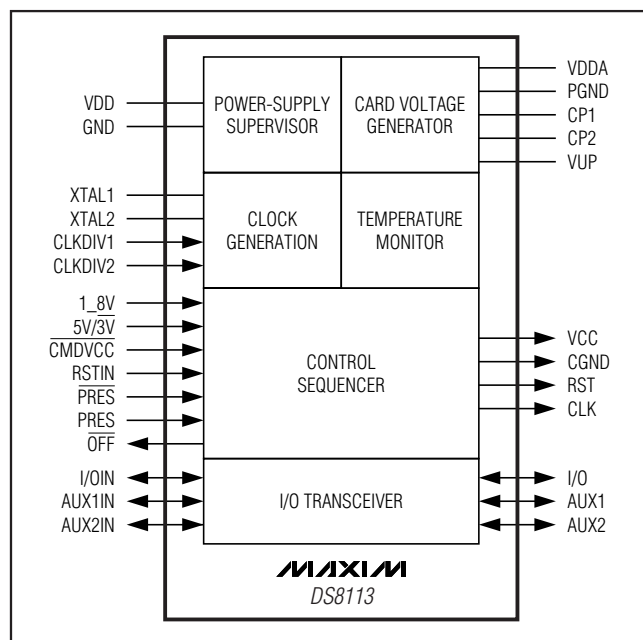 VDD
GND
XTAL1
XTAL2
CLKDIV1
CLKDIV2
1_8V
5V/3V
CMDVCC
RSTIN
PRES
PRES
OFF
I/OIN
AUX1IN
AUX2IN
POWER-SUPPLY
SUPERVISOR
CARD VOLTAGE
GENERATOR
CLOCK
GENERATION
TEMPERATURE
MONITOR
CONTROL
SEQUENCER
I/O TRANSCEIVER
VDDA
PGND
CP1
CP2
VUP
VCC
CGND
RST
CLK
I/O
AUX1
AUX2
MAXIM
DS8113